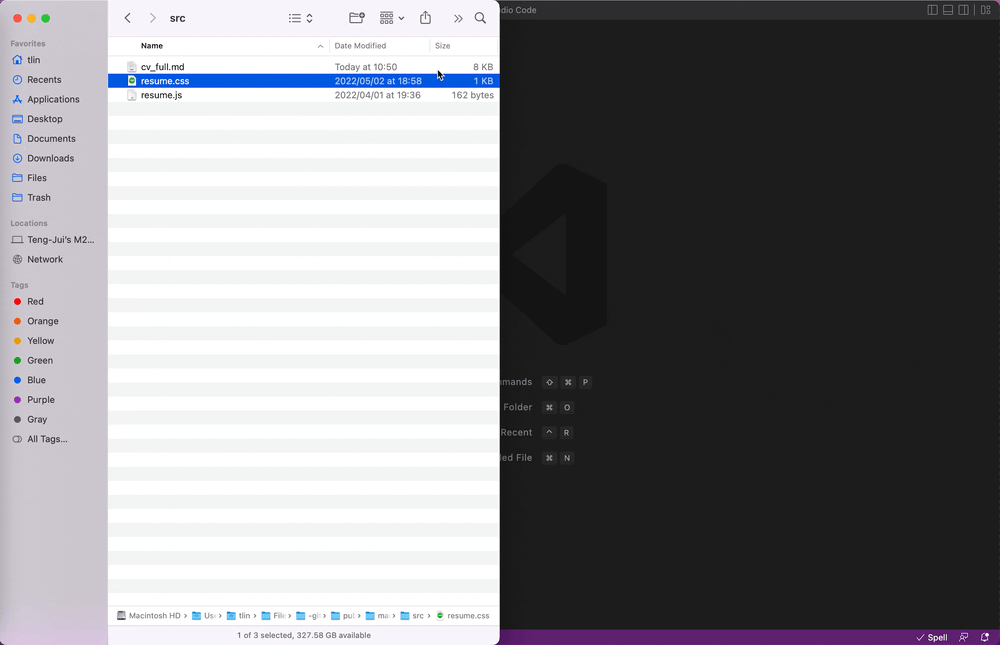 src
dio Code
Favorites
tlin
Recents
Applications
Desktop
Documents
Downloads
Files
Trash
Locations
Teng-Jui's M2...
Network
Tags
Red
Orange
Yellow
Green
Blue
Purple
Gray
All Tags...
Name Date Modified Size
cv_full.md Today at 10:50 8 KB
resume.css 2022/05/02 at 18:58 1 KB
resume.js 2022/04/01 at 19:36 162 bytes
mmands ⇧ ⌘ P
Folder ⌘ O
Recent ^ R
led File ⌘ N
Macintosh HD › Us › tlin › File › -git › pul › ma › src › resume.css
1 of 3 selected, 327.58 GB available
Spell